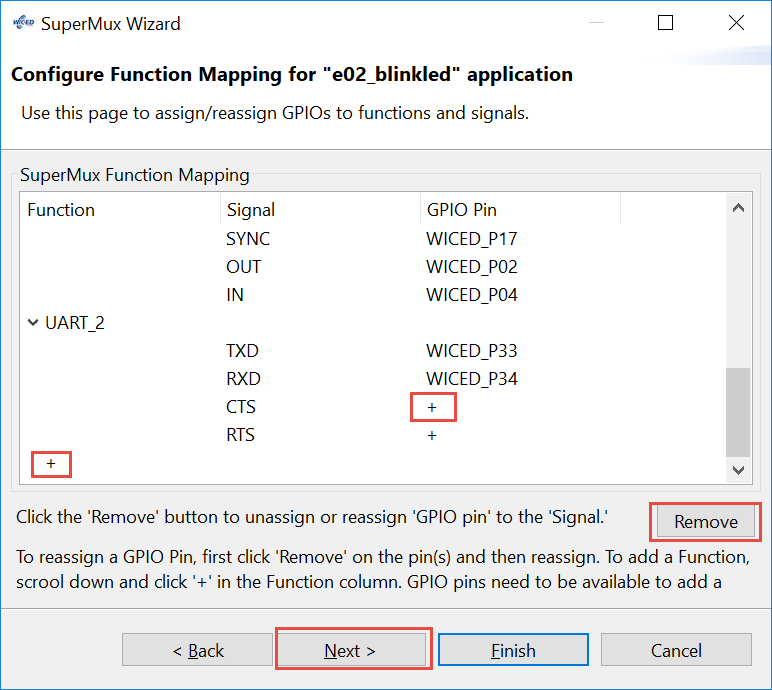 WICED SuperMux Wizard
Configure Function Mapping for "e02_blinkled" application
Use this page to assign/reassign GPIOs to functions and signals.
SuperMux Function Mapping
Function Signal GPIO Pin
SYNC WICED_P17
OUT WICED_P02
IN WICED_P04
UART_2
TXD WICED_P33
RXD WICED_P34
CTS +
RTS +
+
Click the 'Remove' button to unassign or reassign 'GPIO pin' to the 'Signal.'
Remove
To reassign a GPIO Pin, first click 'Remove' on the pin(s) and then reassign. To add a Function,
scrool down and click '+' in the Function column. GPIO pins need to be available to add a
< Back Next > Finish Cancel